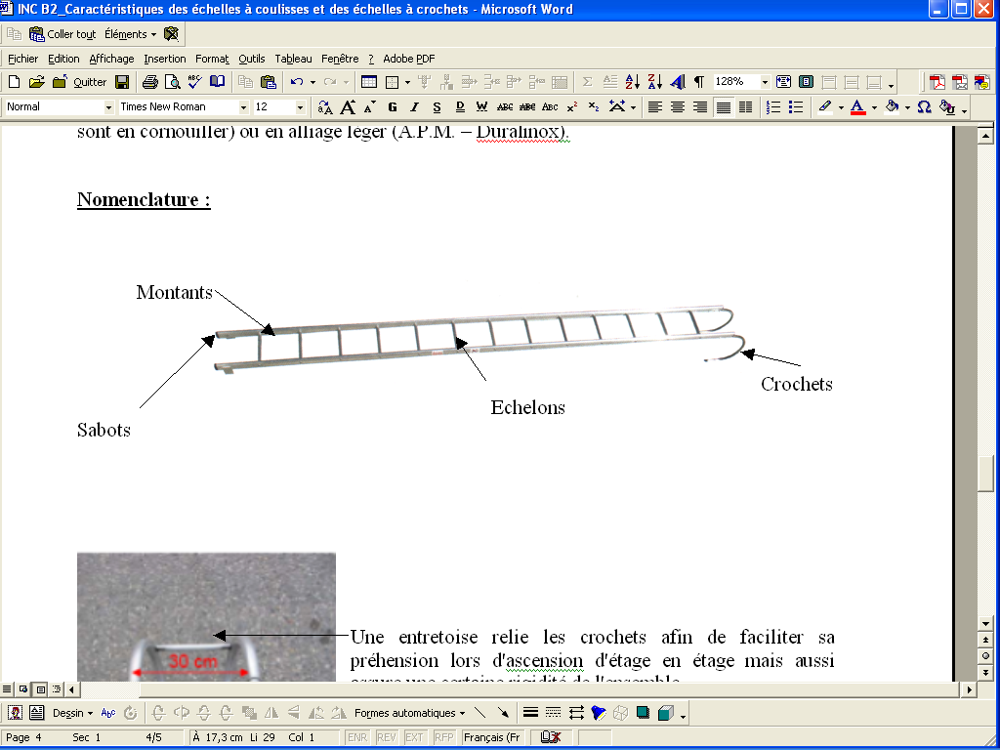 INC B2_Caractéristiques des échelles à coulisses et des échelles à crochets - Microsoft Word
Coller tout Éléments
Fichier Edition Affichage Insertion Format Outils Tableau Fenêtre ? Adobe PDF
Quitter 128%
Normal Times New Roman 12 G I S D W ABC ABC ABC
sont en cornouiller) ou en alliage léger (A.P.M. – Duralinox).
Nomenclature :
Montants
Crochets
Echelons
Sabots
Une entretoise relie les crochets afin de faciliter sa
préhension lors d'ascension d'étage en étage mais aussi
30 cm
assure une certaine rigidité de l'ensemble.
Dessin Abc Formes automatiques
Page 4 Sec 1 4/5 À 17,3 cm Li 29 Col 1 ENR REV EXT RFP Français (Fr